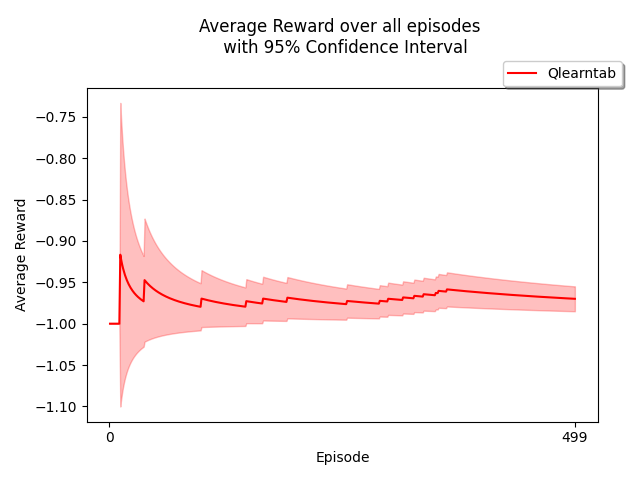 Average Reward over all episodes
with 95% Confidence Interval
Qlearntab
−0.75
−0.80
−0.85
−0.90
−0.95
−1.00
−1.05
−1.10
Average Reward
0
499
Episode